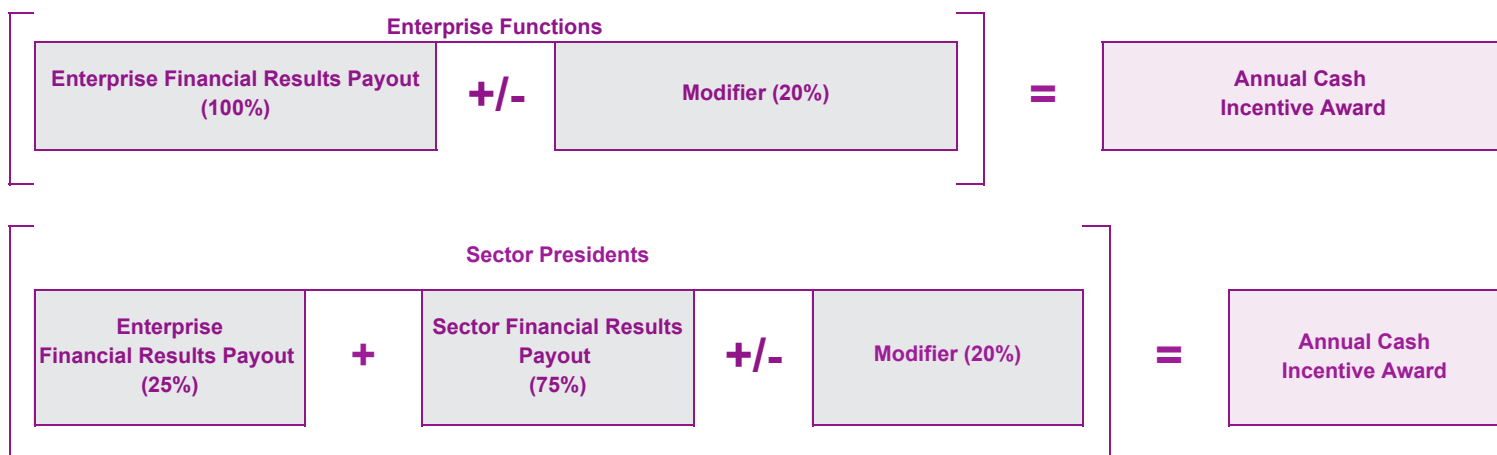 Enterprise Functions
Enterprise Financial Results Payout
(100%)
+/-
Modifier (20%)
=
Annual Cash
Incentive Award
Sector Presidents
Enterprise
Financial Results Payout
(25%)
+
Sector Financial Results
Payout
(75%)
+/-
Modifier (20%)
=
Annual Cash
Incentive Award